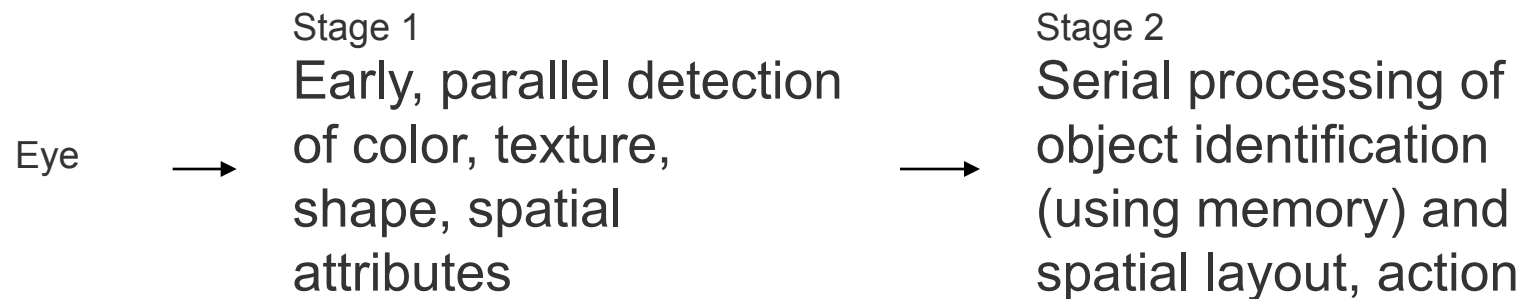 Eye
Stage 1
Early, parallel detection
of color, texture,
shape, spatial
attributes
Stage 2
Serial processing of
object identification
(using memory) and
spatial layout, action